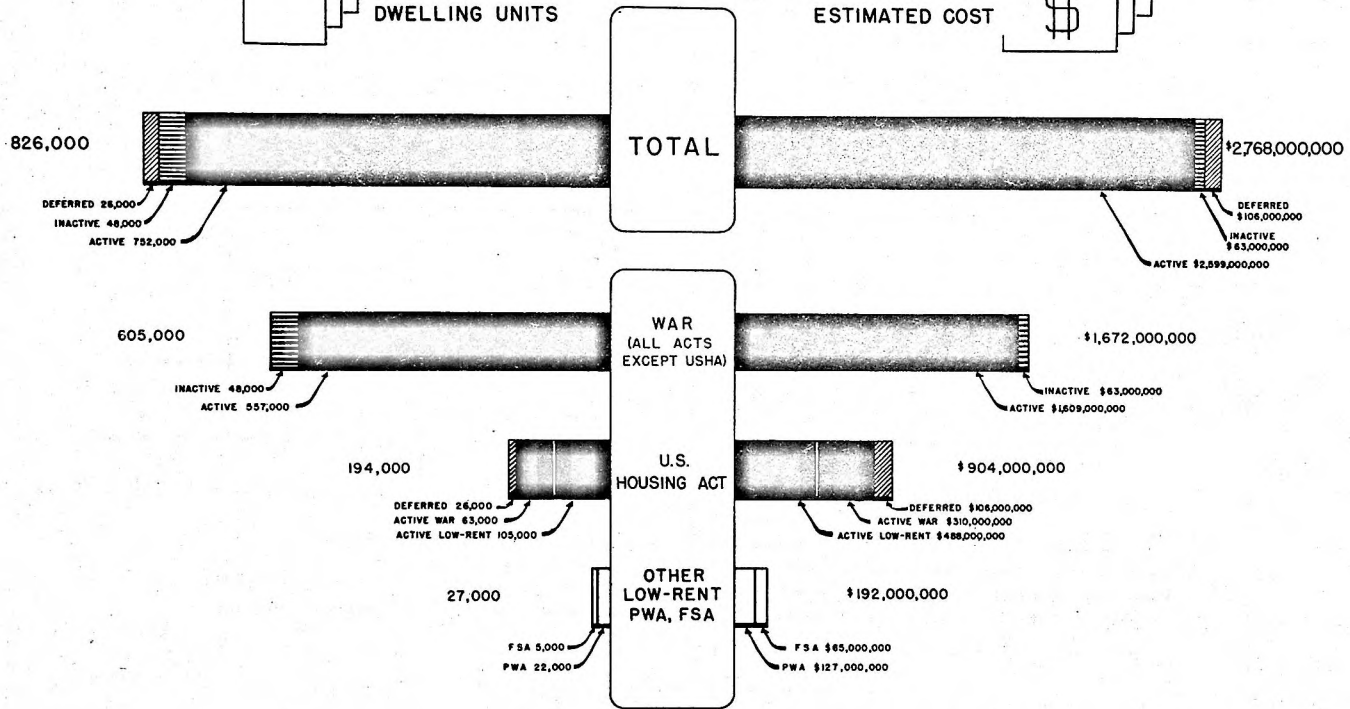 DWELLING UNITS
ESTIMATED COST
$
826,000
TOTAL
$2,768,000,000
DEFERRED 26,000
INACTIVE 48,000
ACTIVE 752,000
DEFERRED
$106,000,000
INACTIVE
$63,000,000
ACTIVE $2,599,000,000
605,000
WAR
(ALL ACTS
EXCEPT USHA)
$1,672,000,000
INACTIVE 48,000
ACTIVE 557,000
INACTIVE $63,000,000
ACTIVE $1,609,000,000
194,000
U.S.
HOUSING ACT
$904,000,000
DEFERRED 26,000
ACTIVE WAR 63,000
ACTIVE LOW-RENT 105,000
DEFERRED $106,000,000
ACTIVE WAR $310,000,000
ACTIVE LOW-RENT $488,000,000
27,000
OTHER
LOW-RENT
PWA, FSA
$192,000,000
FSA 5,000
PWA 22,000
FSA $65,000,000
PWA $127,000,000